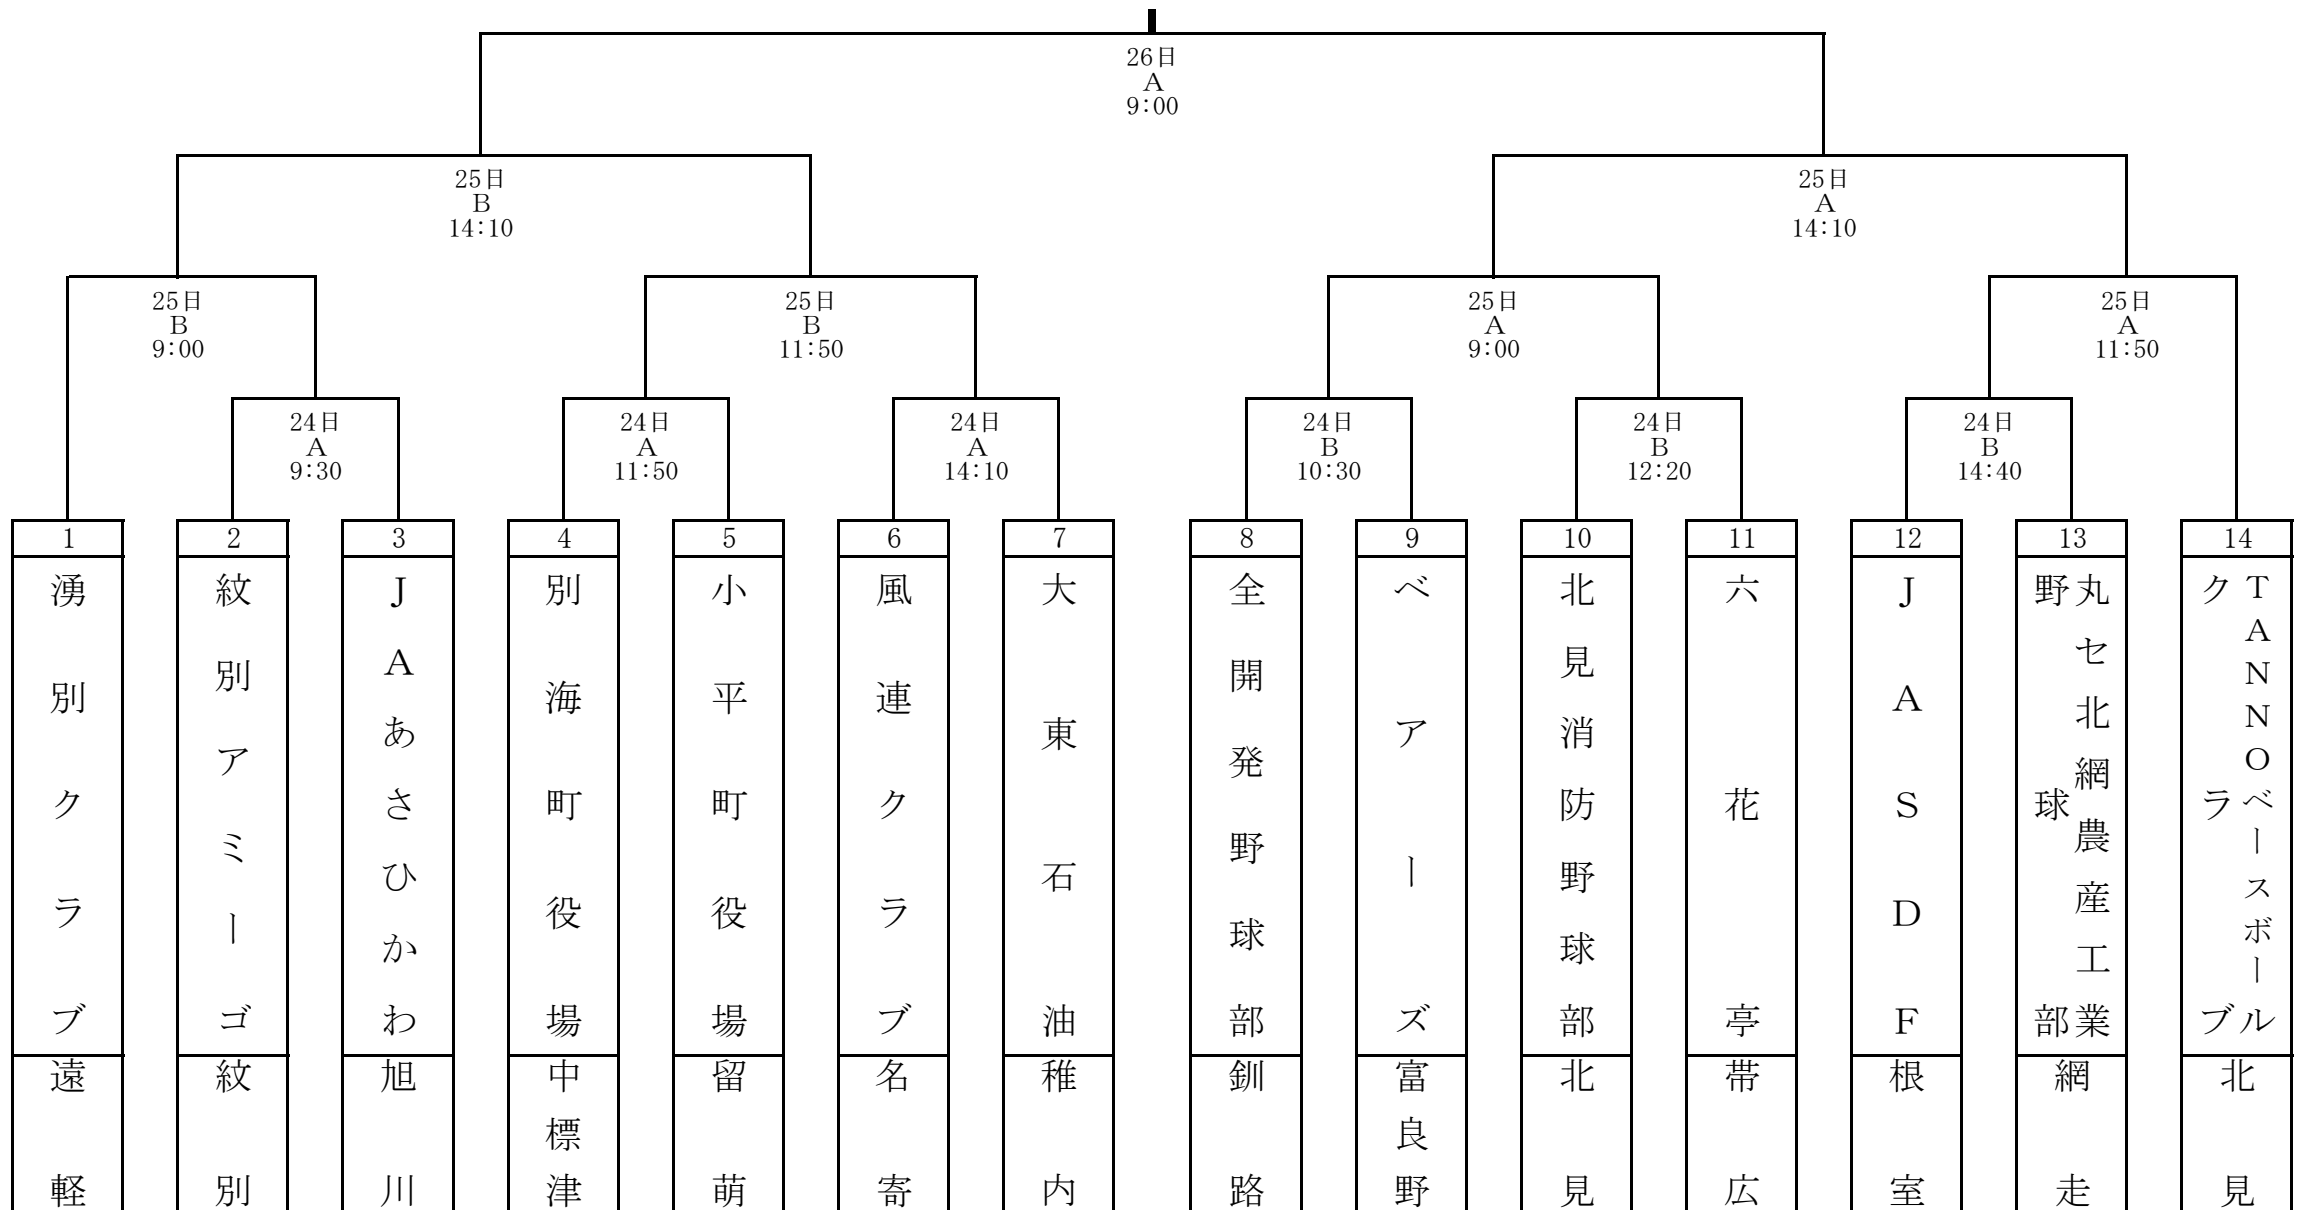 26日
A
9:00
25日
B
14:10
25日
A
14:10
25日
B
9:00
25日
B
11:50
25日
A
9:00
25日
A
11:50
24日
A
9:30
24日
A
11:50
24日
A
14:10
24日
B
10:30
24日
B
12:20
24日
B
14:40
1
湧別クラブ
遠軽
2
紋別アミーゴ
紋別
3
JAあさひかわ
旭川
4
別海町役場
中標津
5
小平町役場
留萌
6
風連クラブ
名寄
7
大東石油
稚内
8
全開発野球部
釧路
9
ベアーズ
富良野
10
北見消防野球部
北見
11
六花亭
帯広
12
JASDF
根室
13
丸セ北網農産工業
野球部
網走
14
TANNOベースボール
クラブ
北見